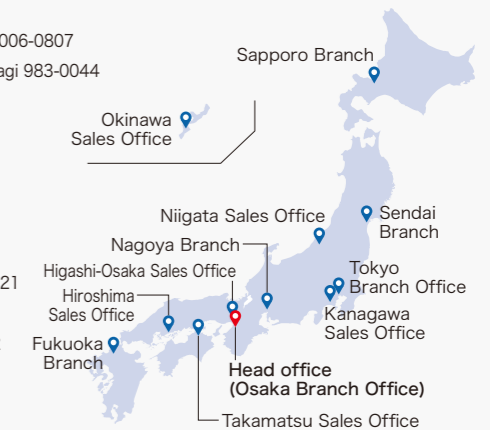 006-0807
agi 983-0044
Sapporo Branch
Okinawa
Sales Office
Niigata Sales Office
Sendai
Branch
Nagoya Branch
Higashi-Osaka Sales Office
Tokyo
Branch Office
21
Hiroshima
Sales Office
Kanagawa
Sales Office
Fukuoka
Branch
Head office
(Osaka Branch Office)
Takamatsu Sales Office